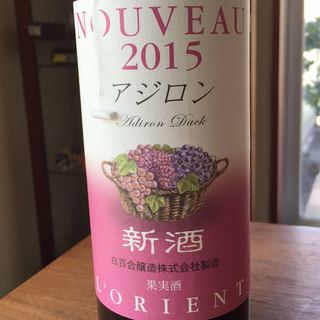 NOUVEAU
2015
アジロン
Adiron Dack
新酒
白百合醸造株式会社製造
果実酒
L'ORIENT